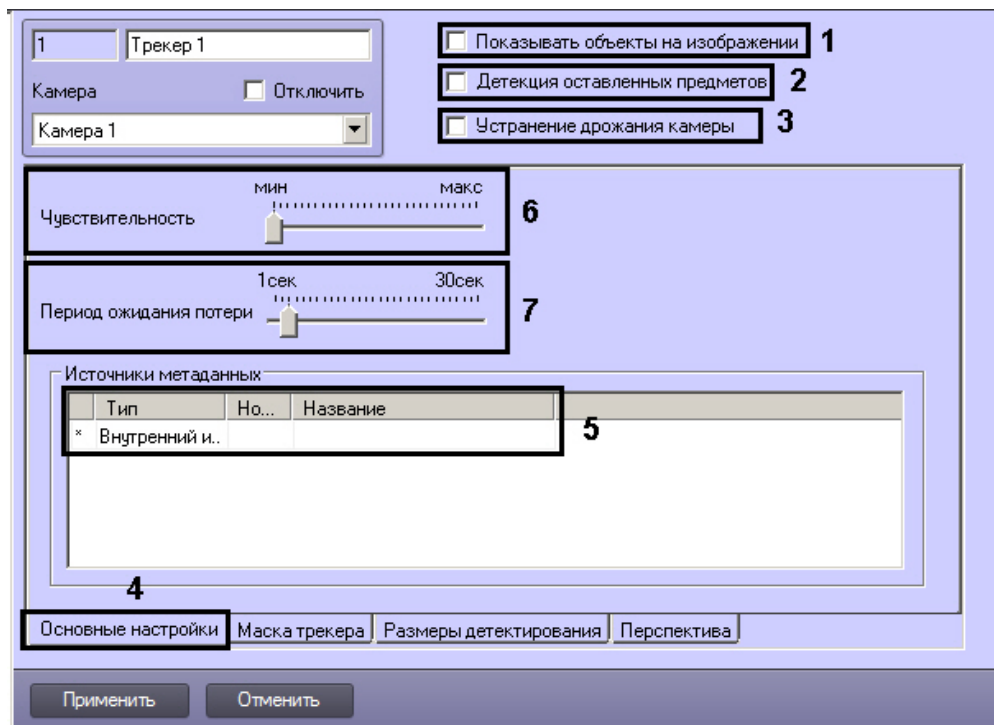 1 Трекер 1
Показывать объекты на изображении 1
Камера Отключить
Детекция оставленных предметов 2
Камера 1
Устранение дрожания камеры 3
мин макс
Чувствительность 6
1сек 30сек
Период ожидания потери 7
Источники метаданных
Тип Но... Название
* Внутренний и.. 5
4
Основные настройки Маска трекера Размеры детектирования Перспектива
Применить Отменить